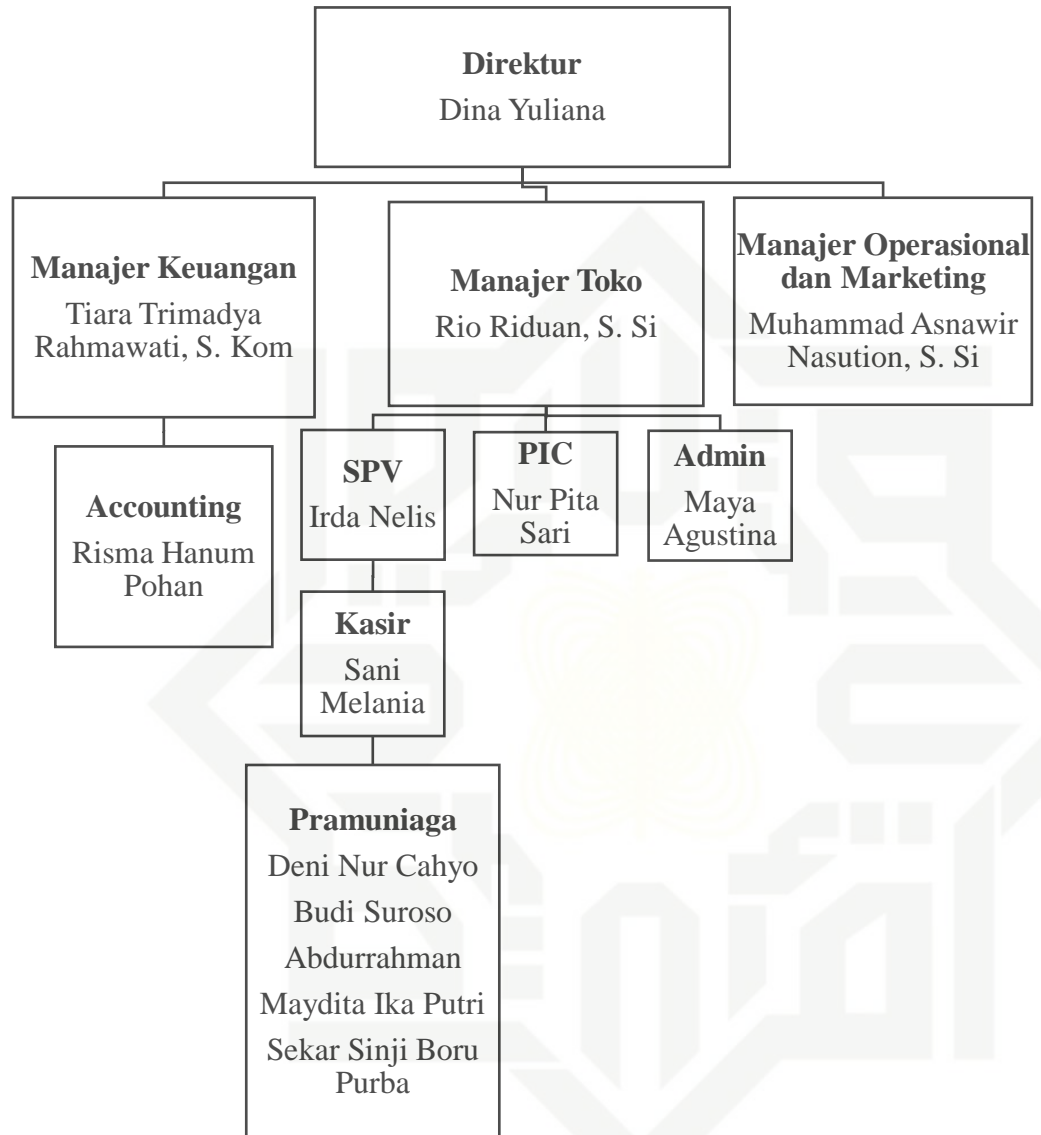 Direktur
Dina Yuliana
Manajer Keuangan
Tiara Trimadya
Rahmawati, S. Kom
Manajer Toko
Rio Riduan, S. Si
Manajer Operasional
dan Marketing
Muhammad Asnawir
Nasution, S. Si
Accounting
Risma Hanum
Pohan
SPV
Irda Nelis
PIC
Nur Pita
Sari
Admin
Maya
Agustina
Kasir
Sani
Melania
Pramuniaga
Deni Nur Cahyo
Budi Suroso
Abdurrahman
Maydita Ika Putri
Sekar Sinji Boru
Purba